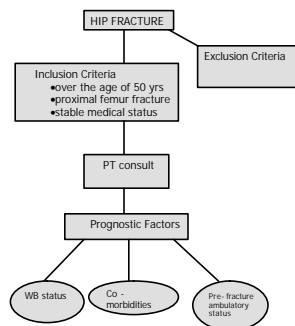 HIP FRACTURE
Exclusion Criteria
Inclusion Criteria
•over the age of 50 yrs
•proximal femur fracture
•stable medical status
PT consult
Prognostic Factors
WB status
Co -
morbidities
Pre- fracture
ambulatory
status